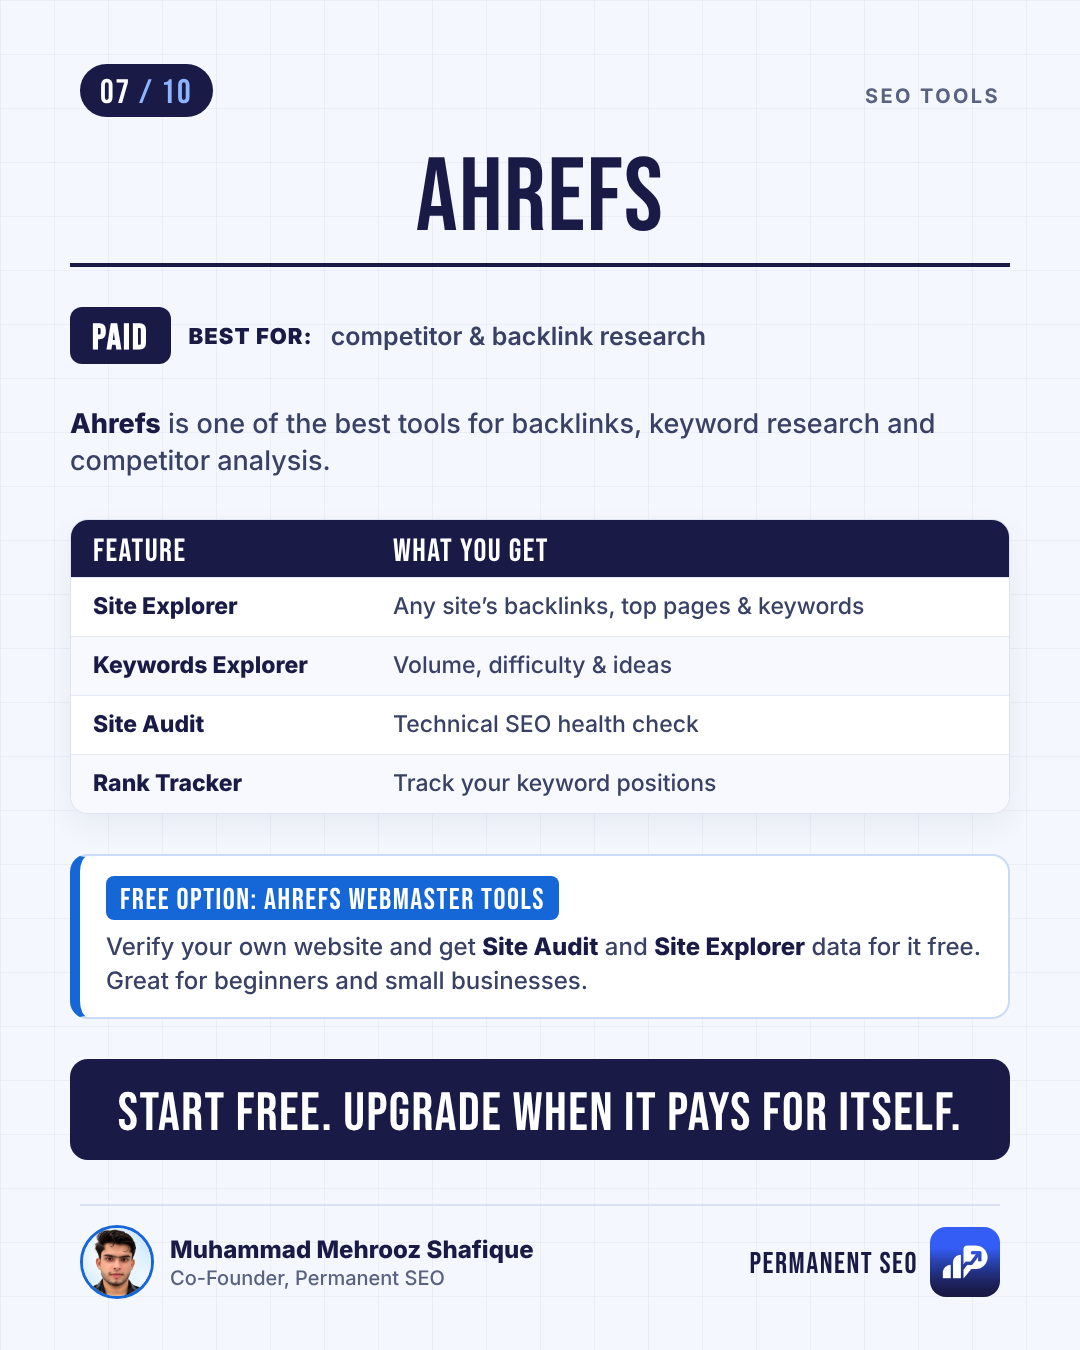 07 / 10
SEO TOOLS
AHREFS
PAID BEST FOR: competitor & backlink research
Ahrefs is one of the best tools for backlinks, keyword research and
competitor analysis.
FEATURE WHAT YOU GET
Site Explorer Any site’s backlinks, top pages & keywords
Keywords Explorer Volume, difficulty & ideas
Site Audit Technical SEO health check
Rank Tracker Track your keyword positions
FREE OPTION: AHREFS WEBMASTER TOOLS
Verify your own website and get Site Audit and Site Explorer data for it free.
Great for beginners and small businesses.
START FREE. UPGRADE WHEN IT PAYS FOR ITSELF.
Muhammad Mehrooz Shafique
Co-Founder, Permanent SEO
PERMANENT SEO